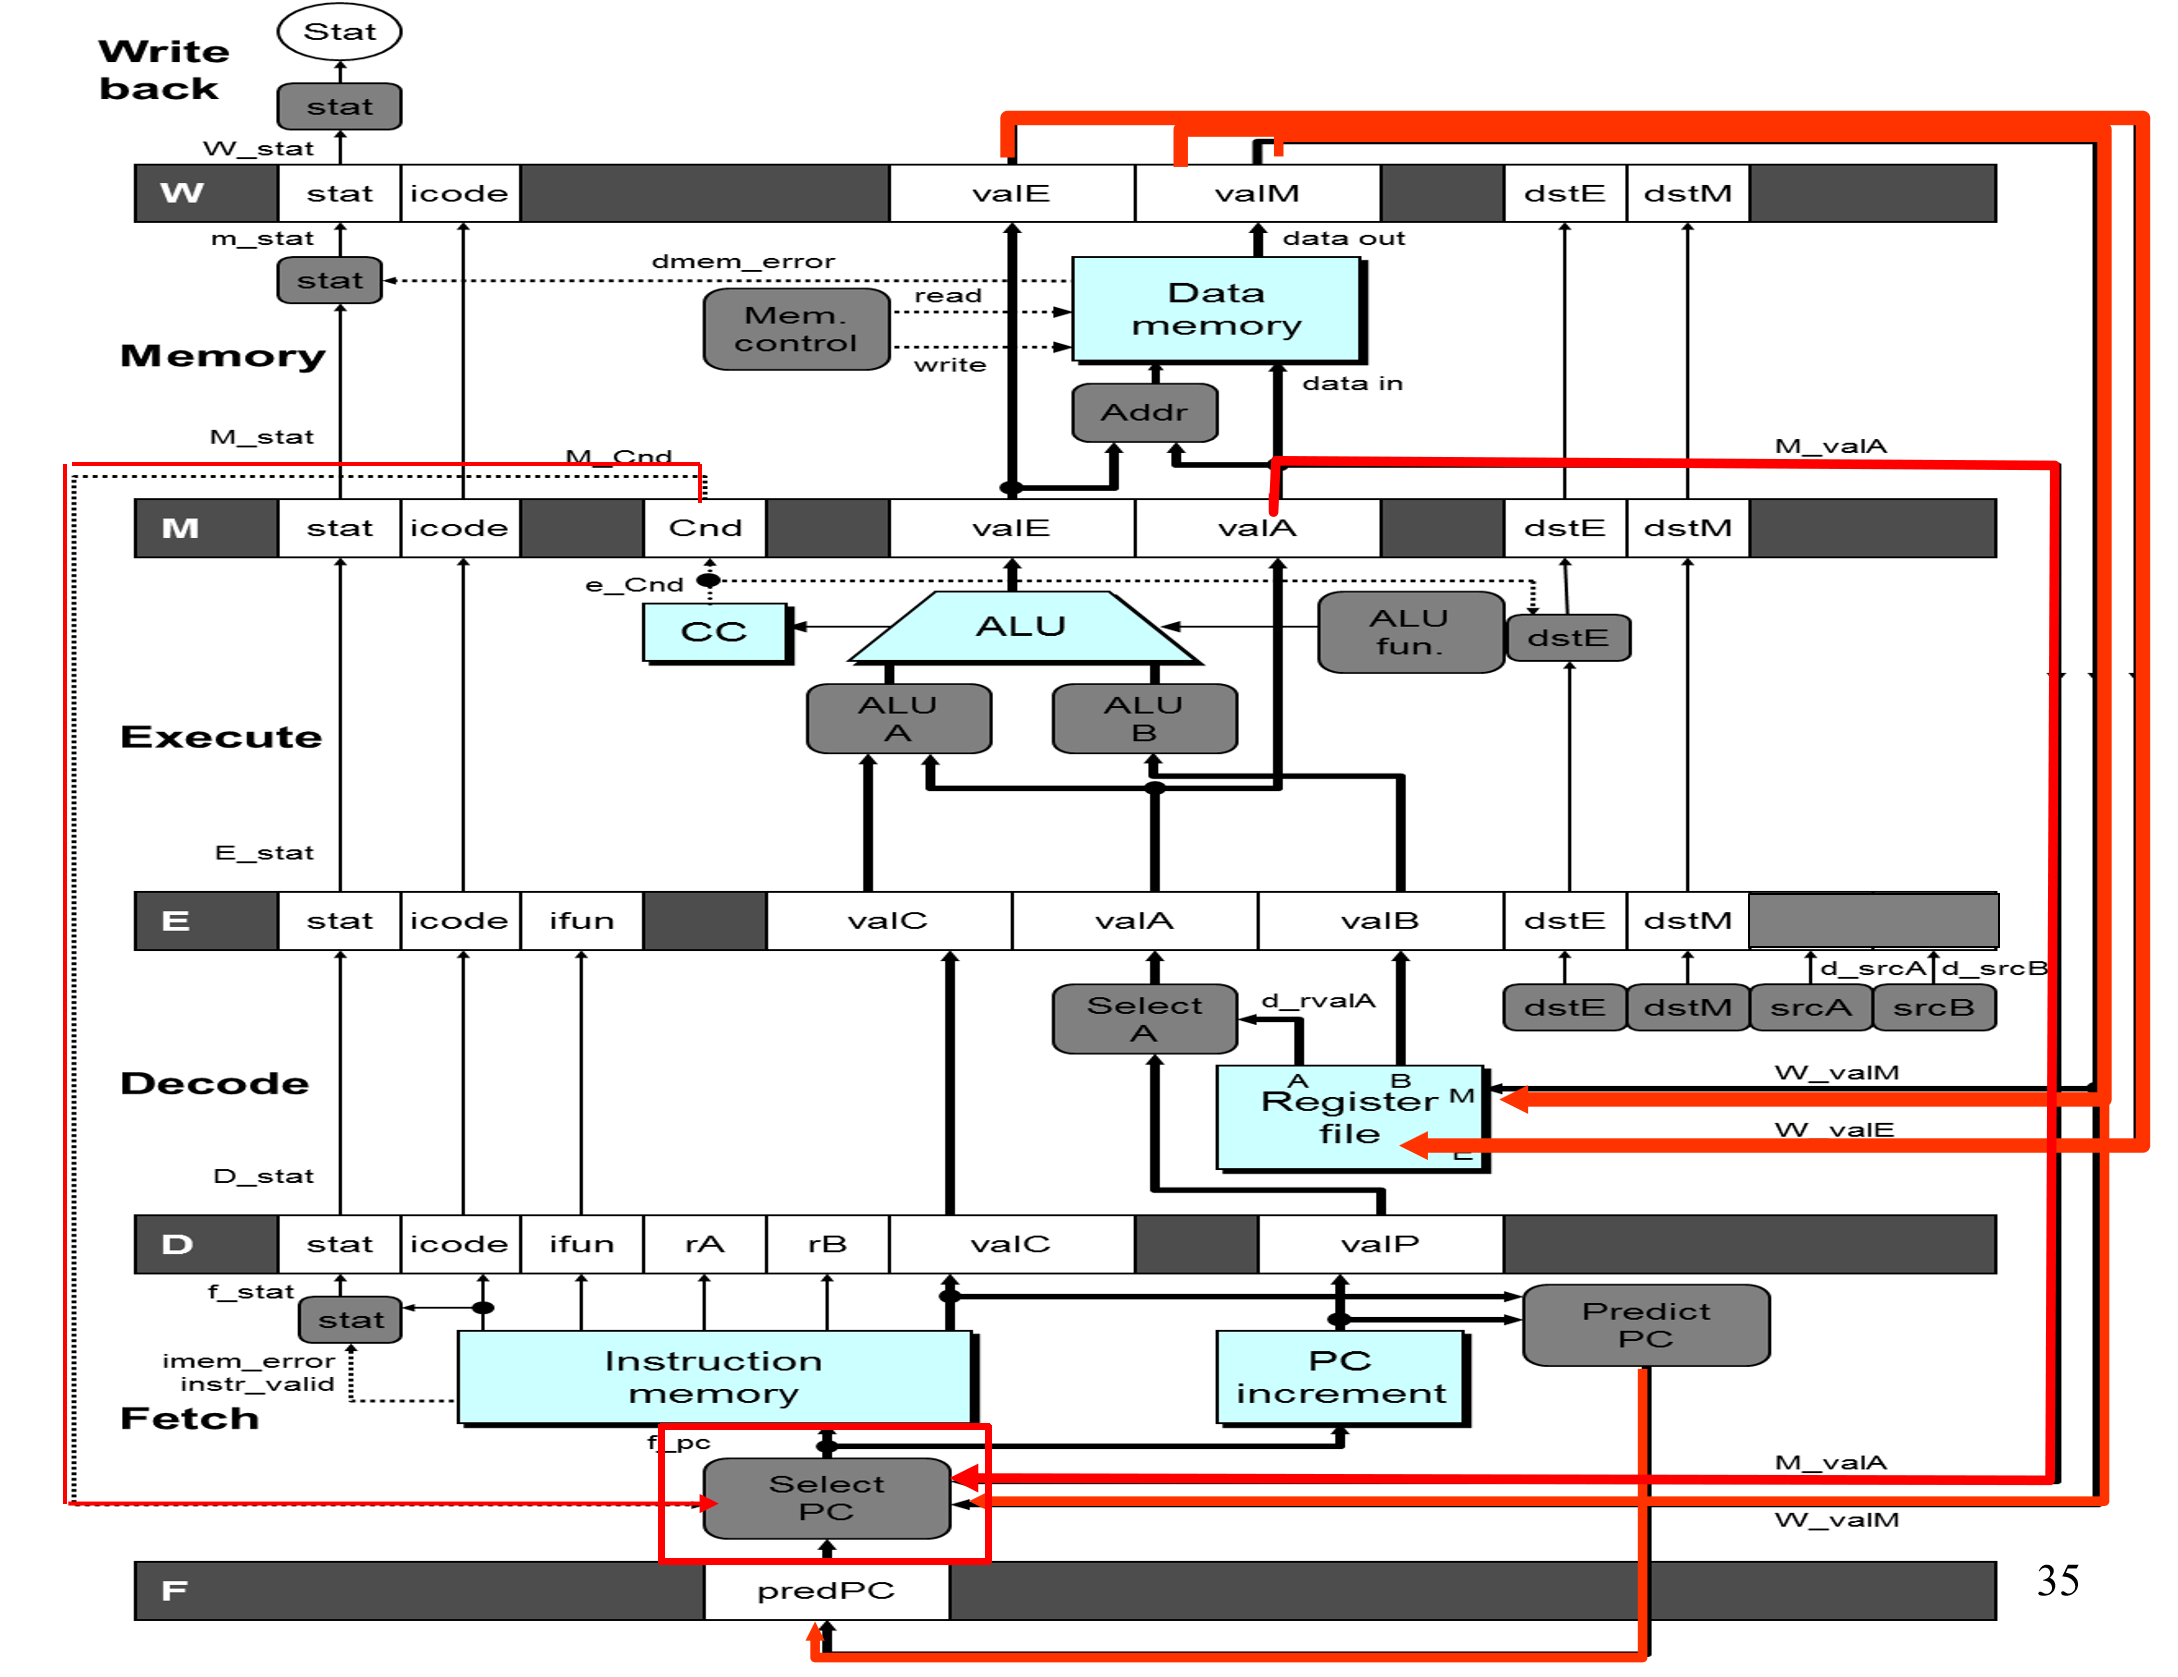 Stat
Write
back
stat
W_stat
W stat icode valE valM dstE dstM
m_stat
data out
dmem_error
stat
read
Data
memory
Mem.
control
Memory
write
data in
Addr
M_stat
M_Cnd
M_valA
M stat icode Cnd valE valA dstE dstM
e_Cnd
CC
ALU
ALU
fun.
dstE
ALU
A
ALU
B
Execute
E_stat
E stat icode ifun valC valA valB dstE dstM
d_srcA d_srcB
Select
A
d_rvalA
dstE dstM srcA srcB
Decode
W_valM
A B
Register
file
M
E
W_valE
D_stat
D stat icode ifun rA rB valC valP
f_stat
stat
Predict
PC
imem_error
instr_valid
Instruction
memory
PC
increment
Fetch
f_pc
M_valA
Select
PC
W_valM
F predPC
35